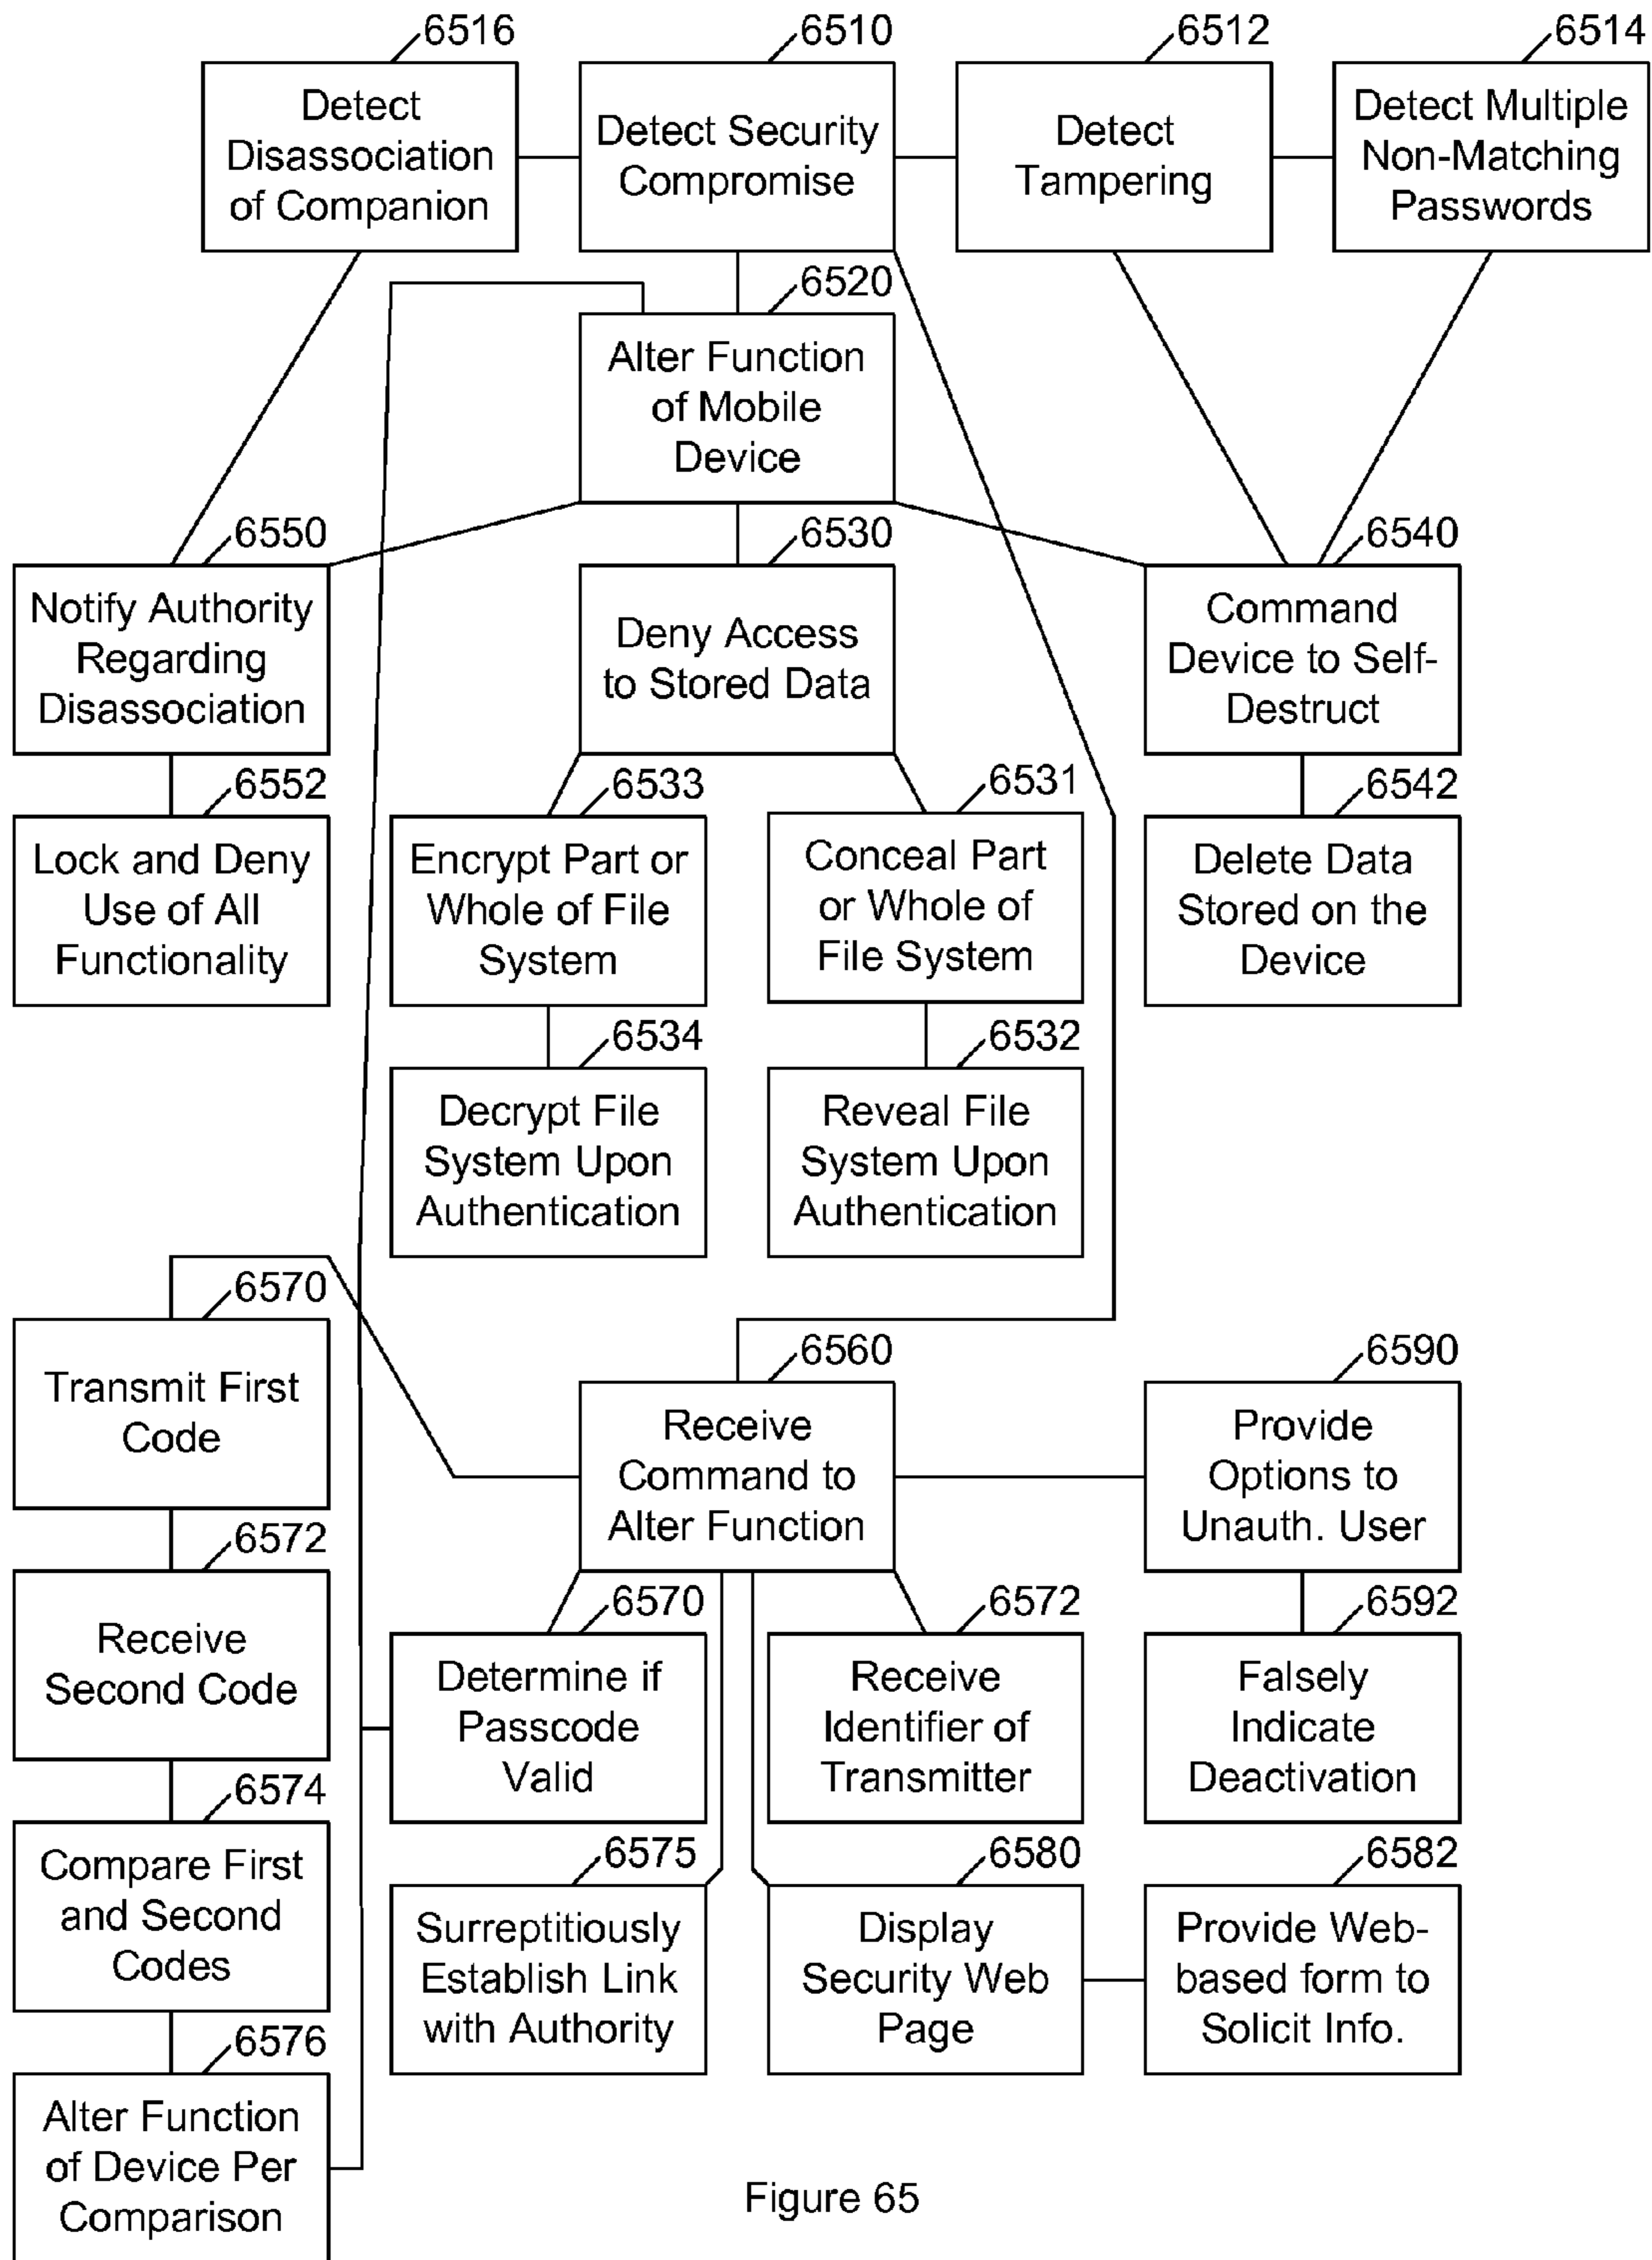 6516
6510
6512
6514
Detect
Disassociation
of Companion
Detect Security
Compromise
Detect
Tampering
Detect Multiple
Non-Matching
Passwords
6520
Alter Function
of Mobile
Device
6550
6530
6540
Notify Authority
Regarding
Disassociation
Deny Access
to Stored Data
Command
Device to Self-
Destruct
6552
6533
6531
6542
Lock and Deny
Use of All
Functionality
Encrypt Part or
Whole of File
System
Conceal Part
or Whole of
File System
Delete Data
Stored on the
Device
6534
6532
Decrypt File
System Upon
Authentication
Reveal File
System Upon
Authentication
6570
Transmit First
Code
6560
6590
Receive
Command to
Alter Function
Provide
Options to
Unauth. User
6572
Receive
Second Code
6570
6572
6592
Determine if
Passcode
Valid
Receive
Identifier of
Transmitter
Falsely
Indicate
Deactivation
6574
Compare First
and Second
Codes
6575
6580
6582
Surreptitiously
Establish Link
with Authority
Display
Security Web
Page
Provide Web-
based form to
Solicit Info.
6576
Alter Function
of Device Per
Comparison
Figure 65